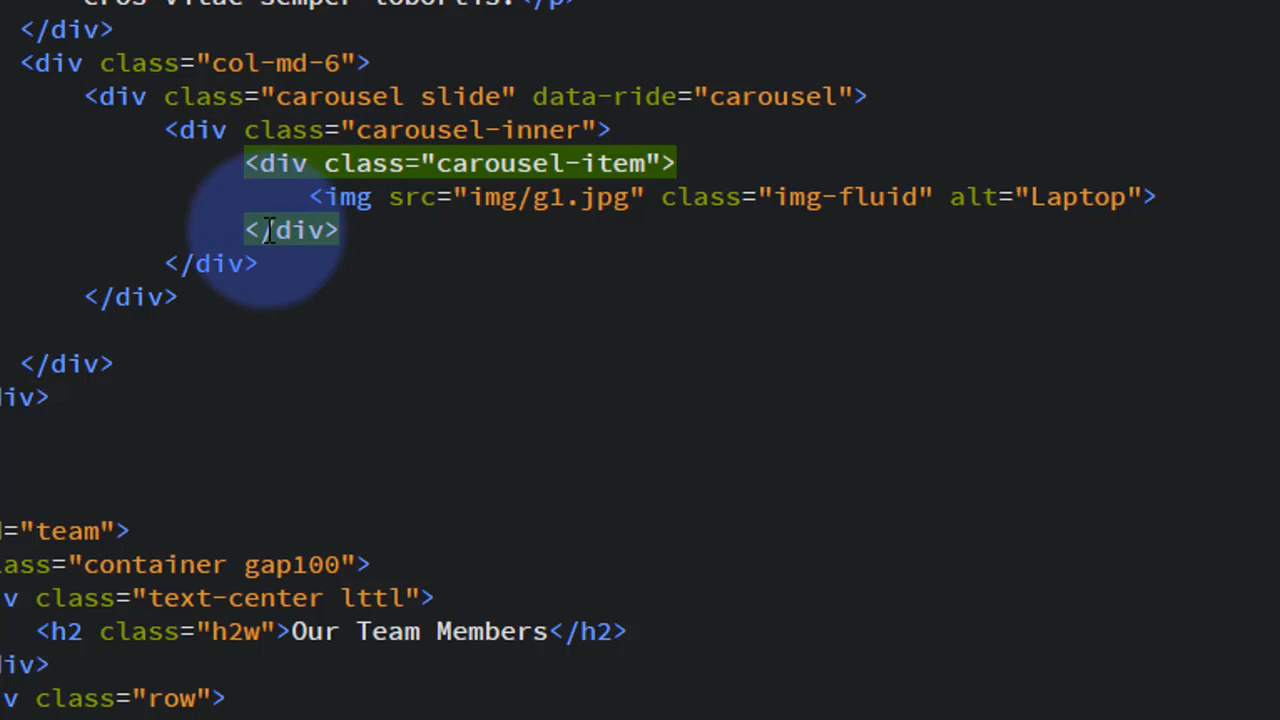 </div>
<div class="col-md-6">
<div class="carousel slide" data-ride="carousel">
<div class="carousel-inner">
<div class="carousel-item">
<img src="img/g1.jpg" class="img-fluid" alt="Laptop">
</div>
</div>
</div>
</div>
div>
="team">
ass="container gap100">
v class="text-center lttl">
<h2 class="h2w">Our Team Members</h2>
div>
v class="row">